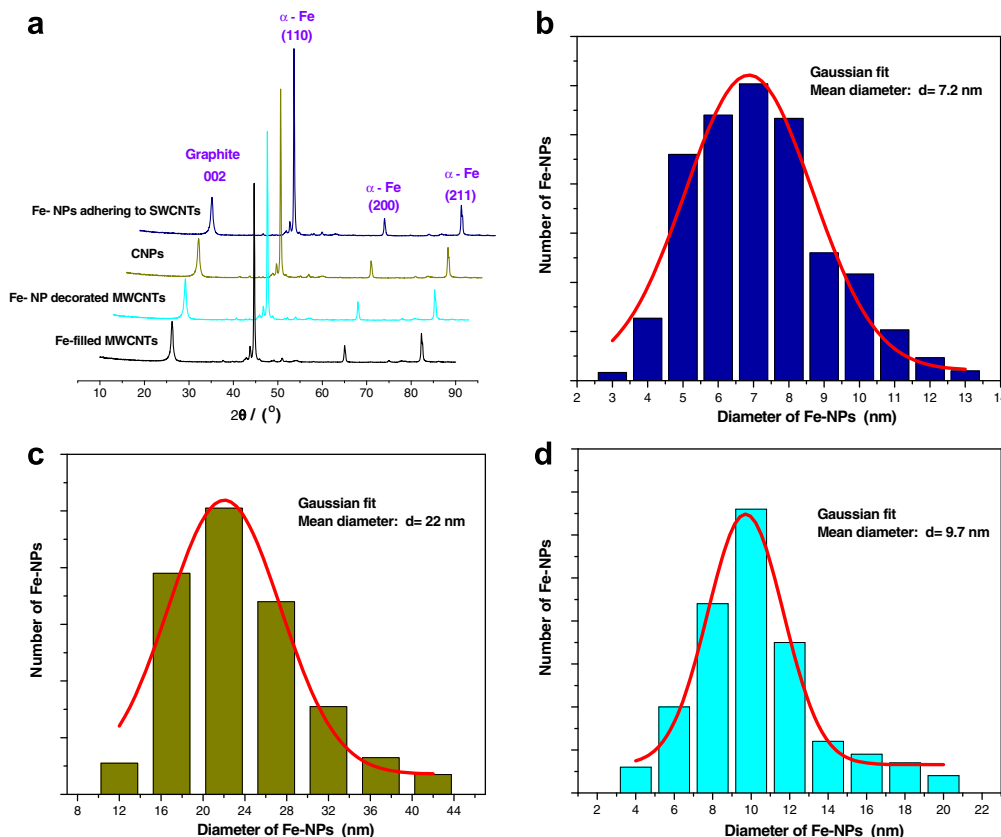 a
α - Fe
(110)
Graphite
002
α - Fe
(200)
α - Fe
(211)
Fe- NPs adhering to SWCNTs
CNPs
Fe- NP decorated MWCNTs
Fe-filled MWCNTs
10 20 30 40 50 60 70 80 90
2θ / (°)
b
Gaussian fit
Mean diameter: d= 7.2 nm
Number of Fe-NPs
2 3 4 5 6 7 8 9 10 11 12 13 14
Diameter of Fe-NPs (nm)
c
Gaussian fit
Mean diameter: d= 22 nm
Number of Fe-NPs
8 12 16 20 24 28 32 36 40 44
Diameter of Fe-NPs (nm)
d
Gaussian fit
Mean diameter: d= 9.7 nm
Number of Fe-NPs
2 4 6 8 10 12 14 16 18 20 22
Diameter of Fe-NPs (nm)